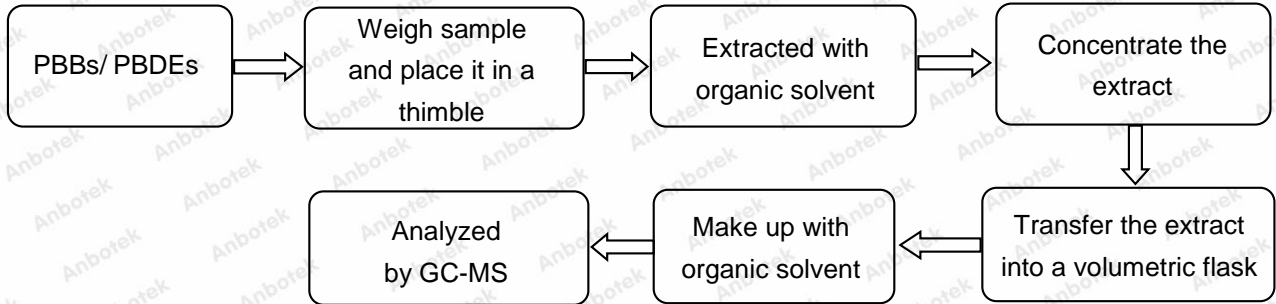 PBBs/ PBDEs
Weigh sample
and place it in a
thimble
Extracted with
organic solvent
Concentrate the
extract
Transfer the extract
into a volumetric flask
Make up with
organic solvent
Analyzed
by GC-MS
Anbotek